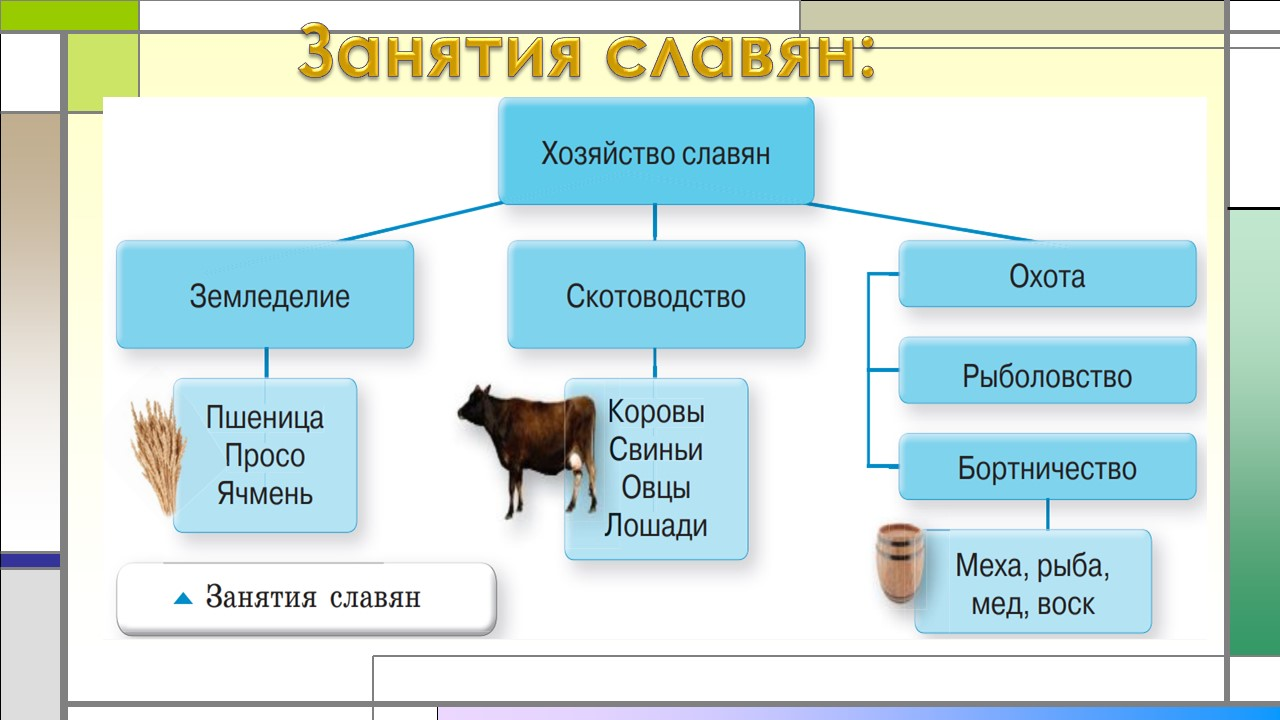 Занятия славян:
Хозяйство славян
Земледелие
Пшеница
Просо
Ячмень
Скотоводство
Коровы
Свиньи
Овцы
Лошади
Охота
Рыболовство
Бортничество
Меха, рыба,
мед, воск
Занятия славян